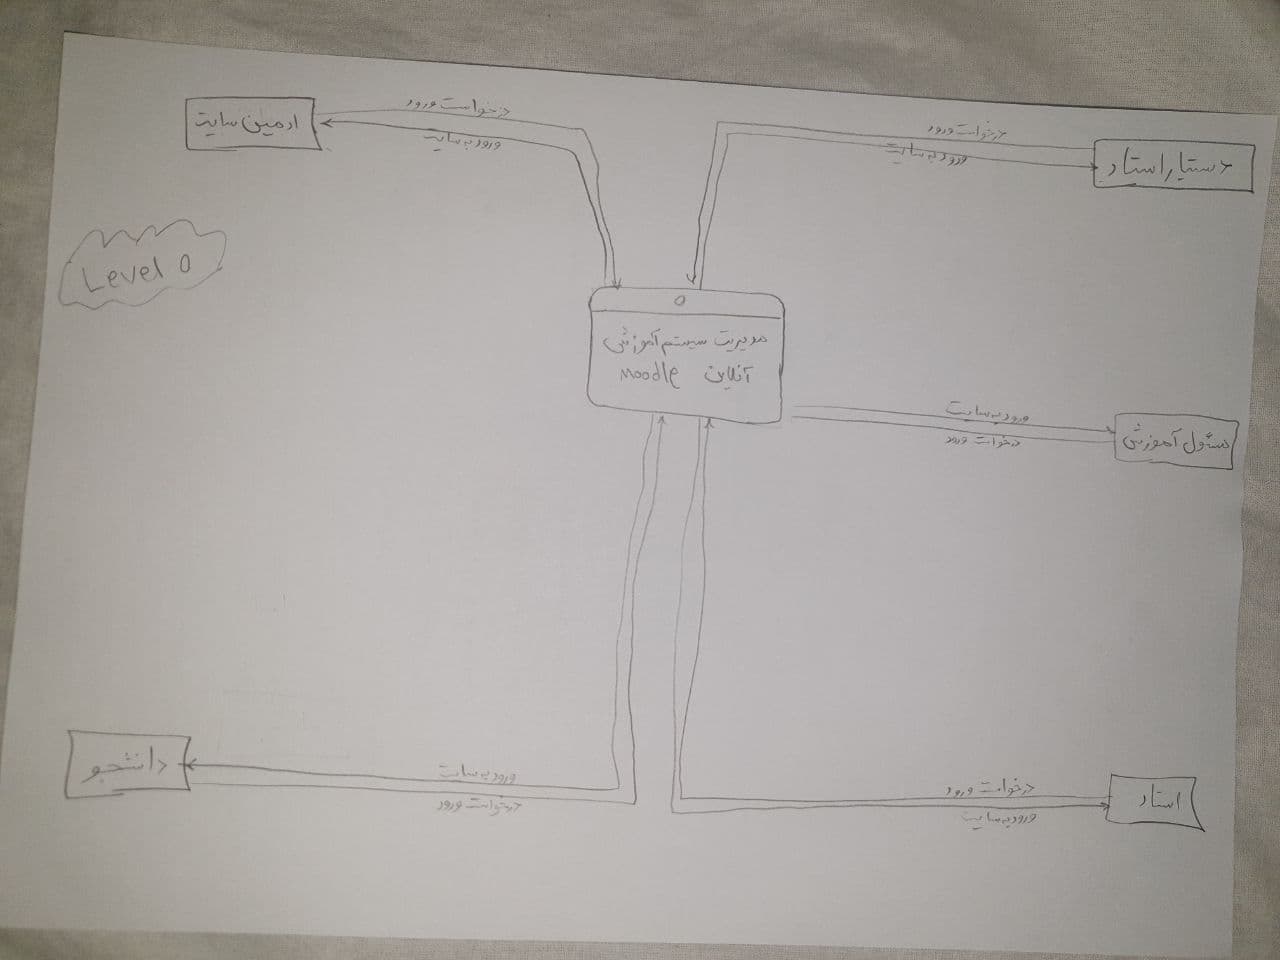 ادمین سایت
درخواست ورود
ورود به سایت
درخواست ورود
ورود به سایت
دستیار استاد
Level 0
0
مدیریت سیستم آموزشی
آنلاین Moodle
ورود به سایت
درخواست ورود
مسئول آموزشی
دانشجو
ورود به سایت
درخواست ورود
درخواست ورود
ورود به سایت
استاد